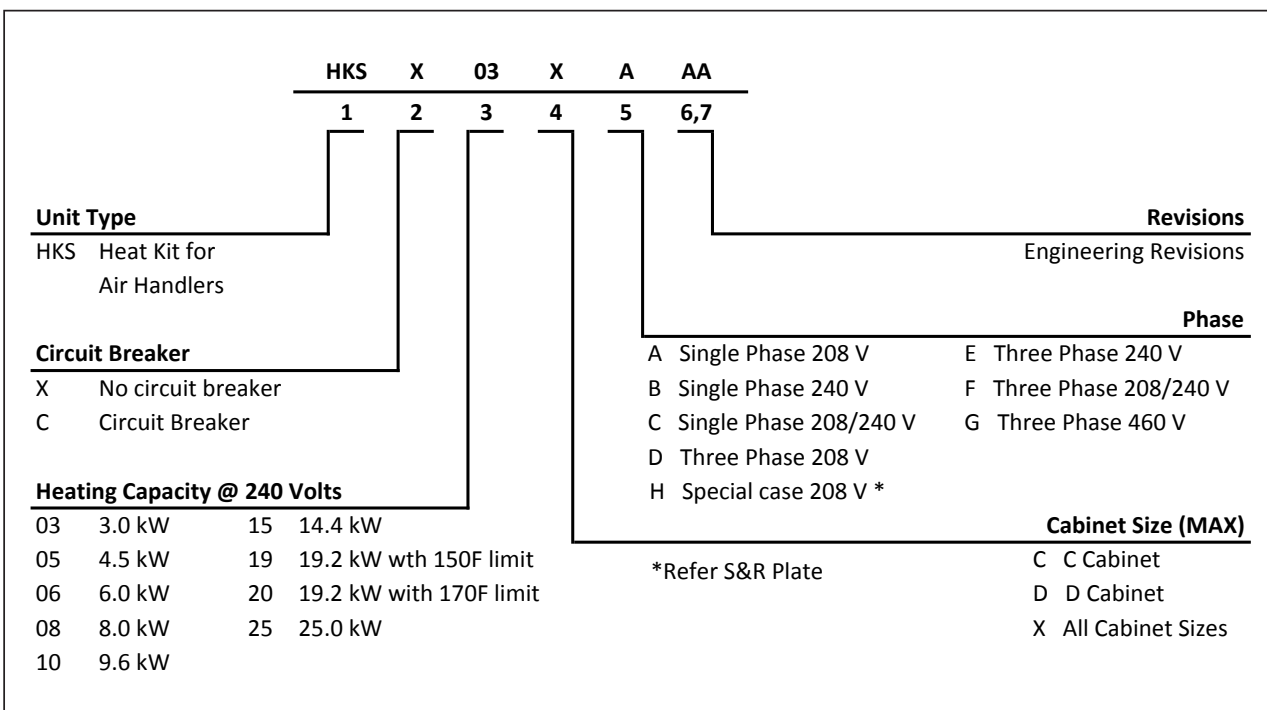 HKS X 03 X A AA
1 2 3 4 5 6,7
Unit Type
HKS Heat Kit for
Air Handlers
Revisions
Engineering Revisions
Circuit Breaker
X No circuit breaker
C Circuit Breaker
Phase
A Single Phase 208 V E Three Phase 240 V
B Single Phase 240 V F Three Phase 208/240 V
C Single Phase 208/240 V G Three Phase 460 V
D Three Phase 208 V
H Special case 208 V *
Heating Capacity @ 240 Volts
03 3.0 kW 15 14.4 kW
05 4.5 kW 19 19.2 kW wth 150F limit
06 6.0 kW 20 19.2 kW with 170F limit
08 8.0 kW 25 25.0 kW
10 9.6 kW
*Refer S&R Plate
Cabinet Size (MAX)
C C Cabinet
D D Cabinet
X All Cabinet Sizes